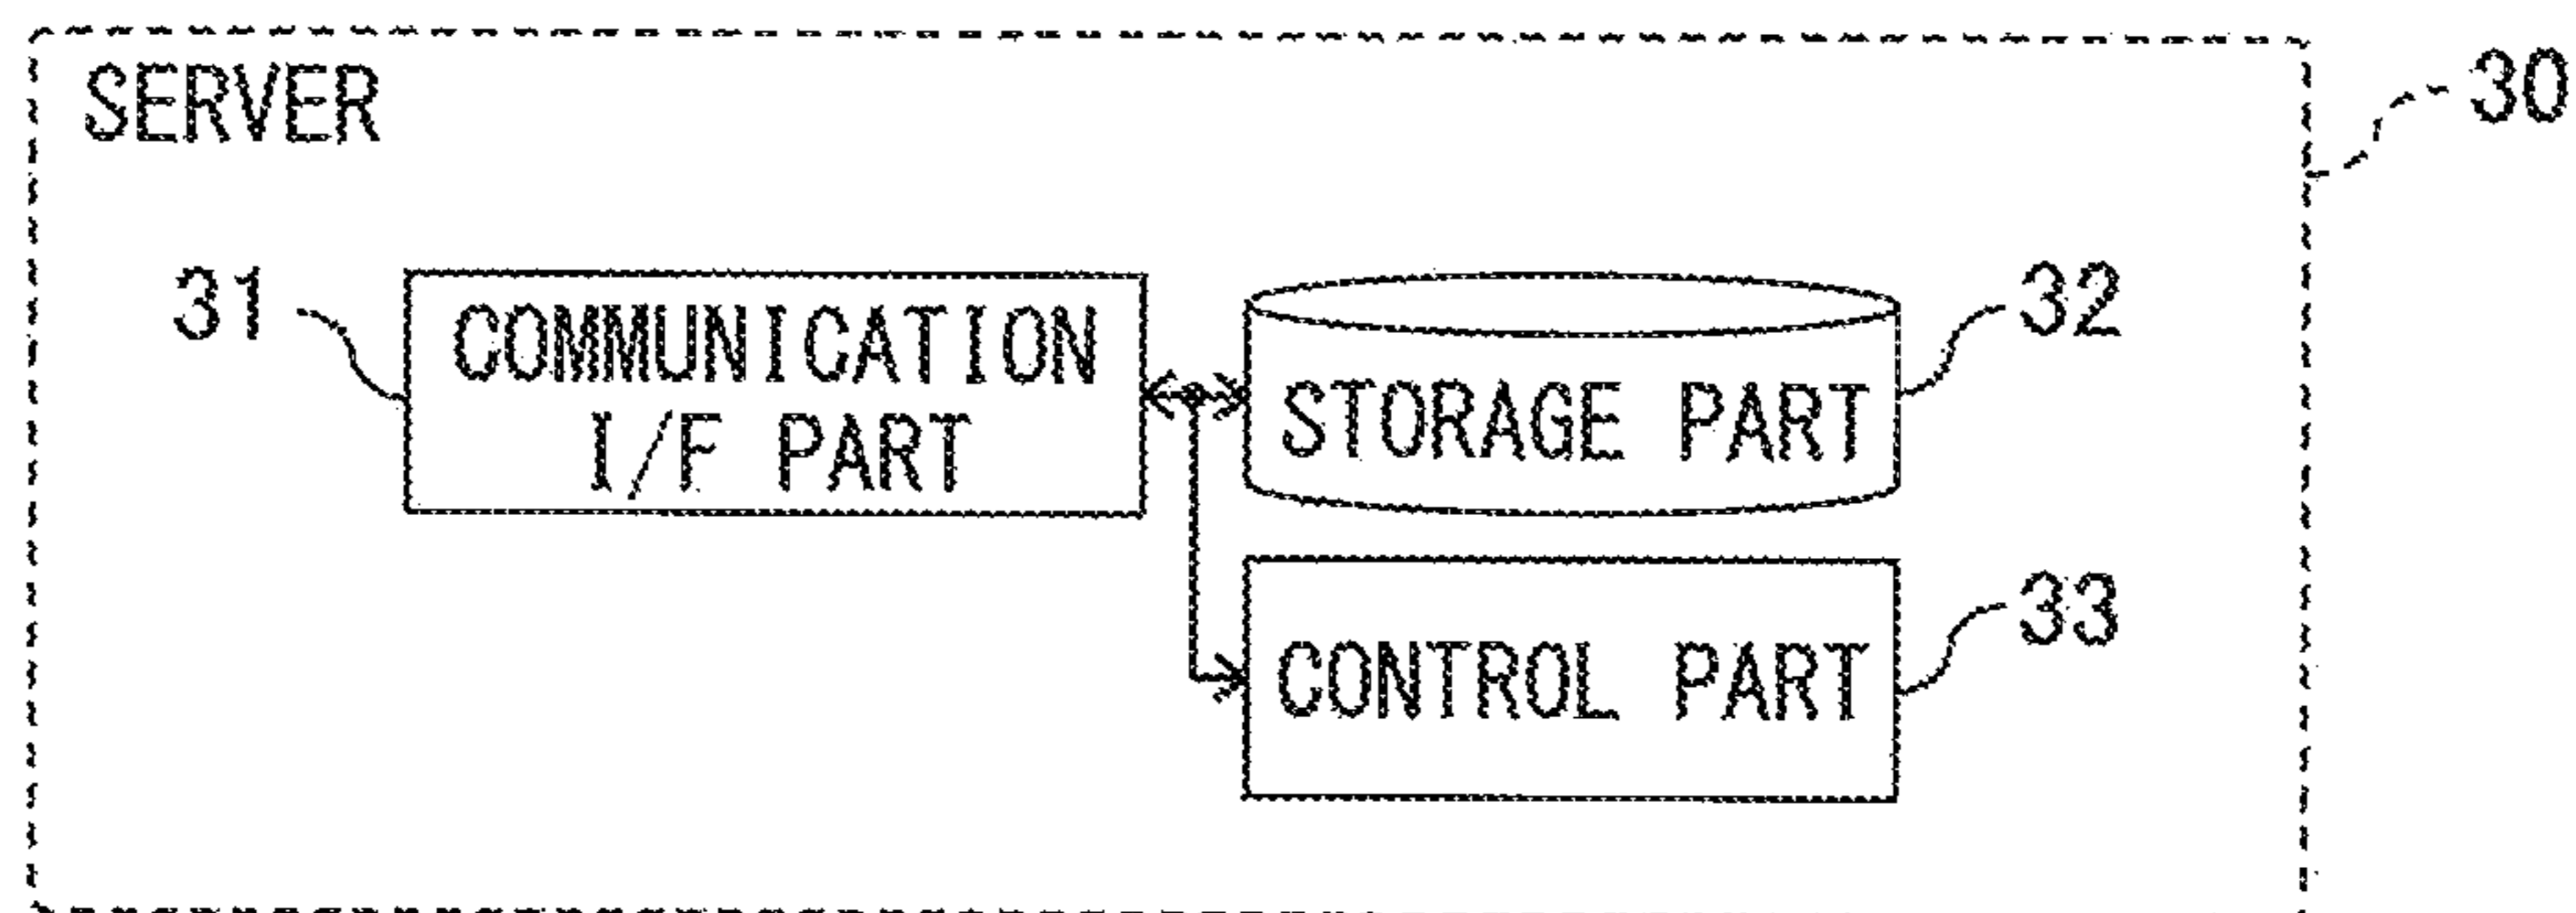 SERVER
30
31
COMMUNICATION
I/F PART
32
STORAGE PART
33
CONTROL PART